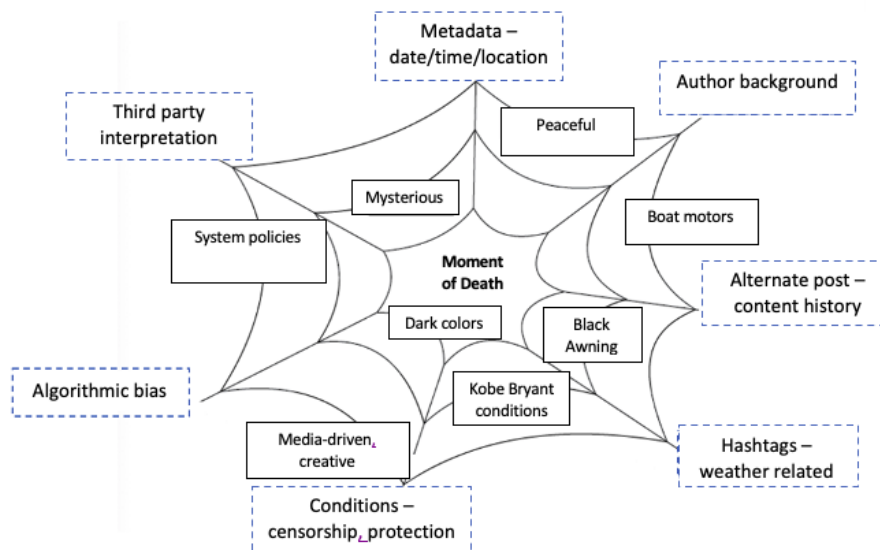 Metadata –
date/time/location
Author background
Third party
interpretation
Peaceful
Mysterious
Boat motors
System policies
Moment
of Death
Alternate post –
content history
Dark colors
Black
Awning
Algorithmic bias
Kobe Bryant
conditions
Media-driven,
creative
Hashtags –
weather related
Conditions –
censorship, protection